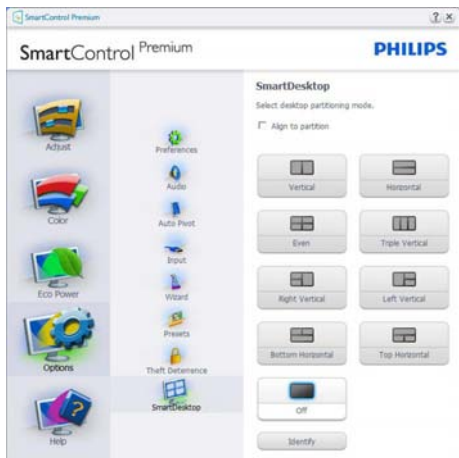 SmartControl Premium
SmartControl Premium
PHILIPS
Adjust
Color
Eco Power
Options
Help
Preferences
Audio
Auto Pivot
Input
Wizard
Presets
Theft Deterrence
SmartDesktop
SmartDesktop
Select desktop partitioning mode.
Align to partition
Vertical
Horizontal
Even
Triple Vertical
Right Vertical
Left Vertical
Bottom Horizontal
Top Horizontal
Off
Identify